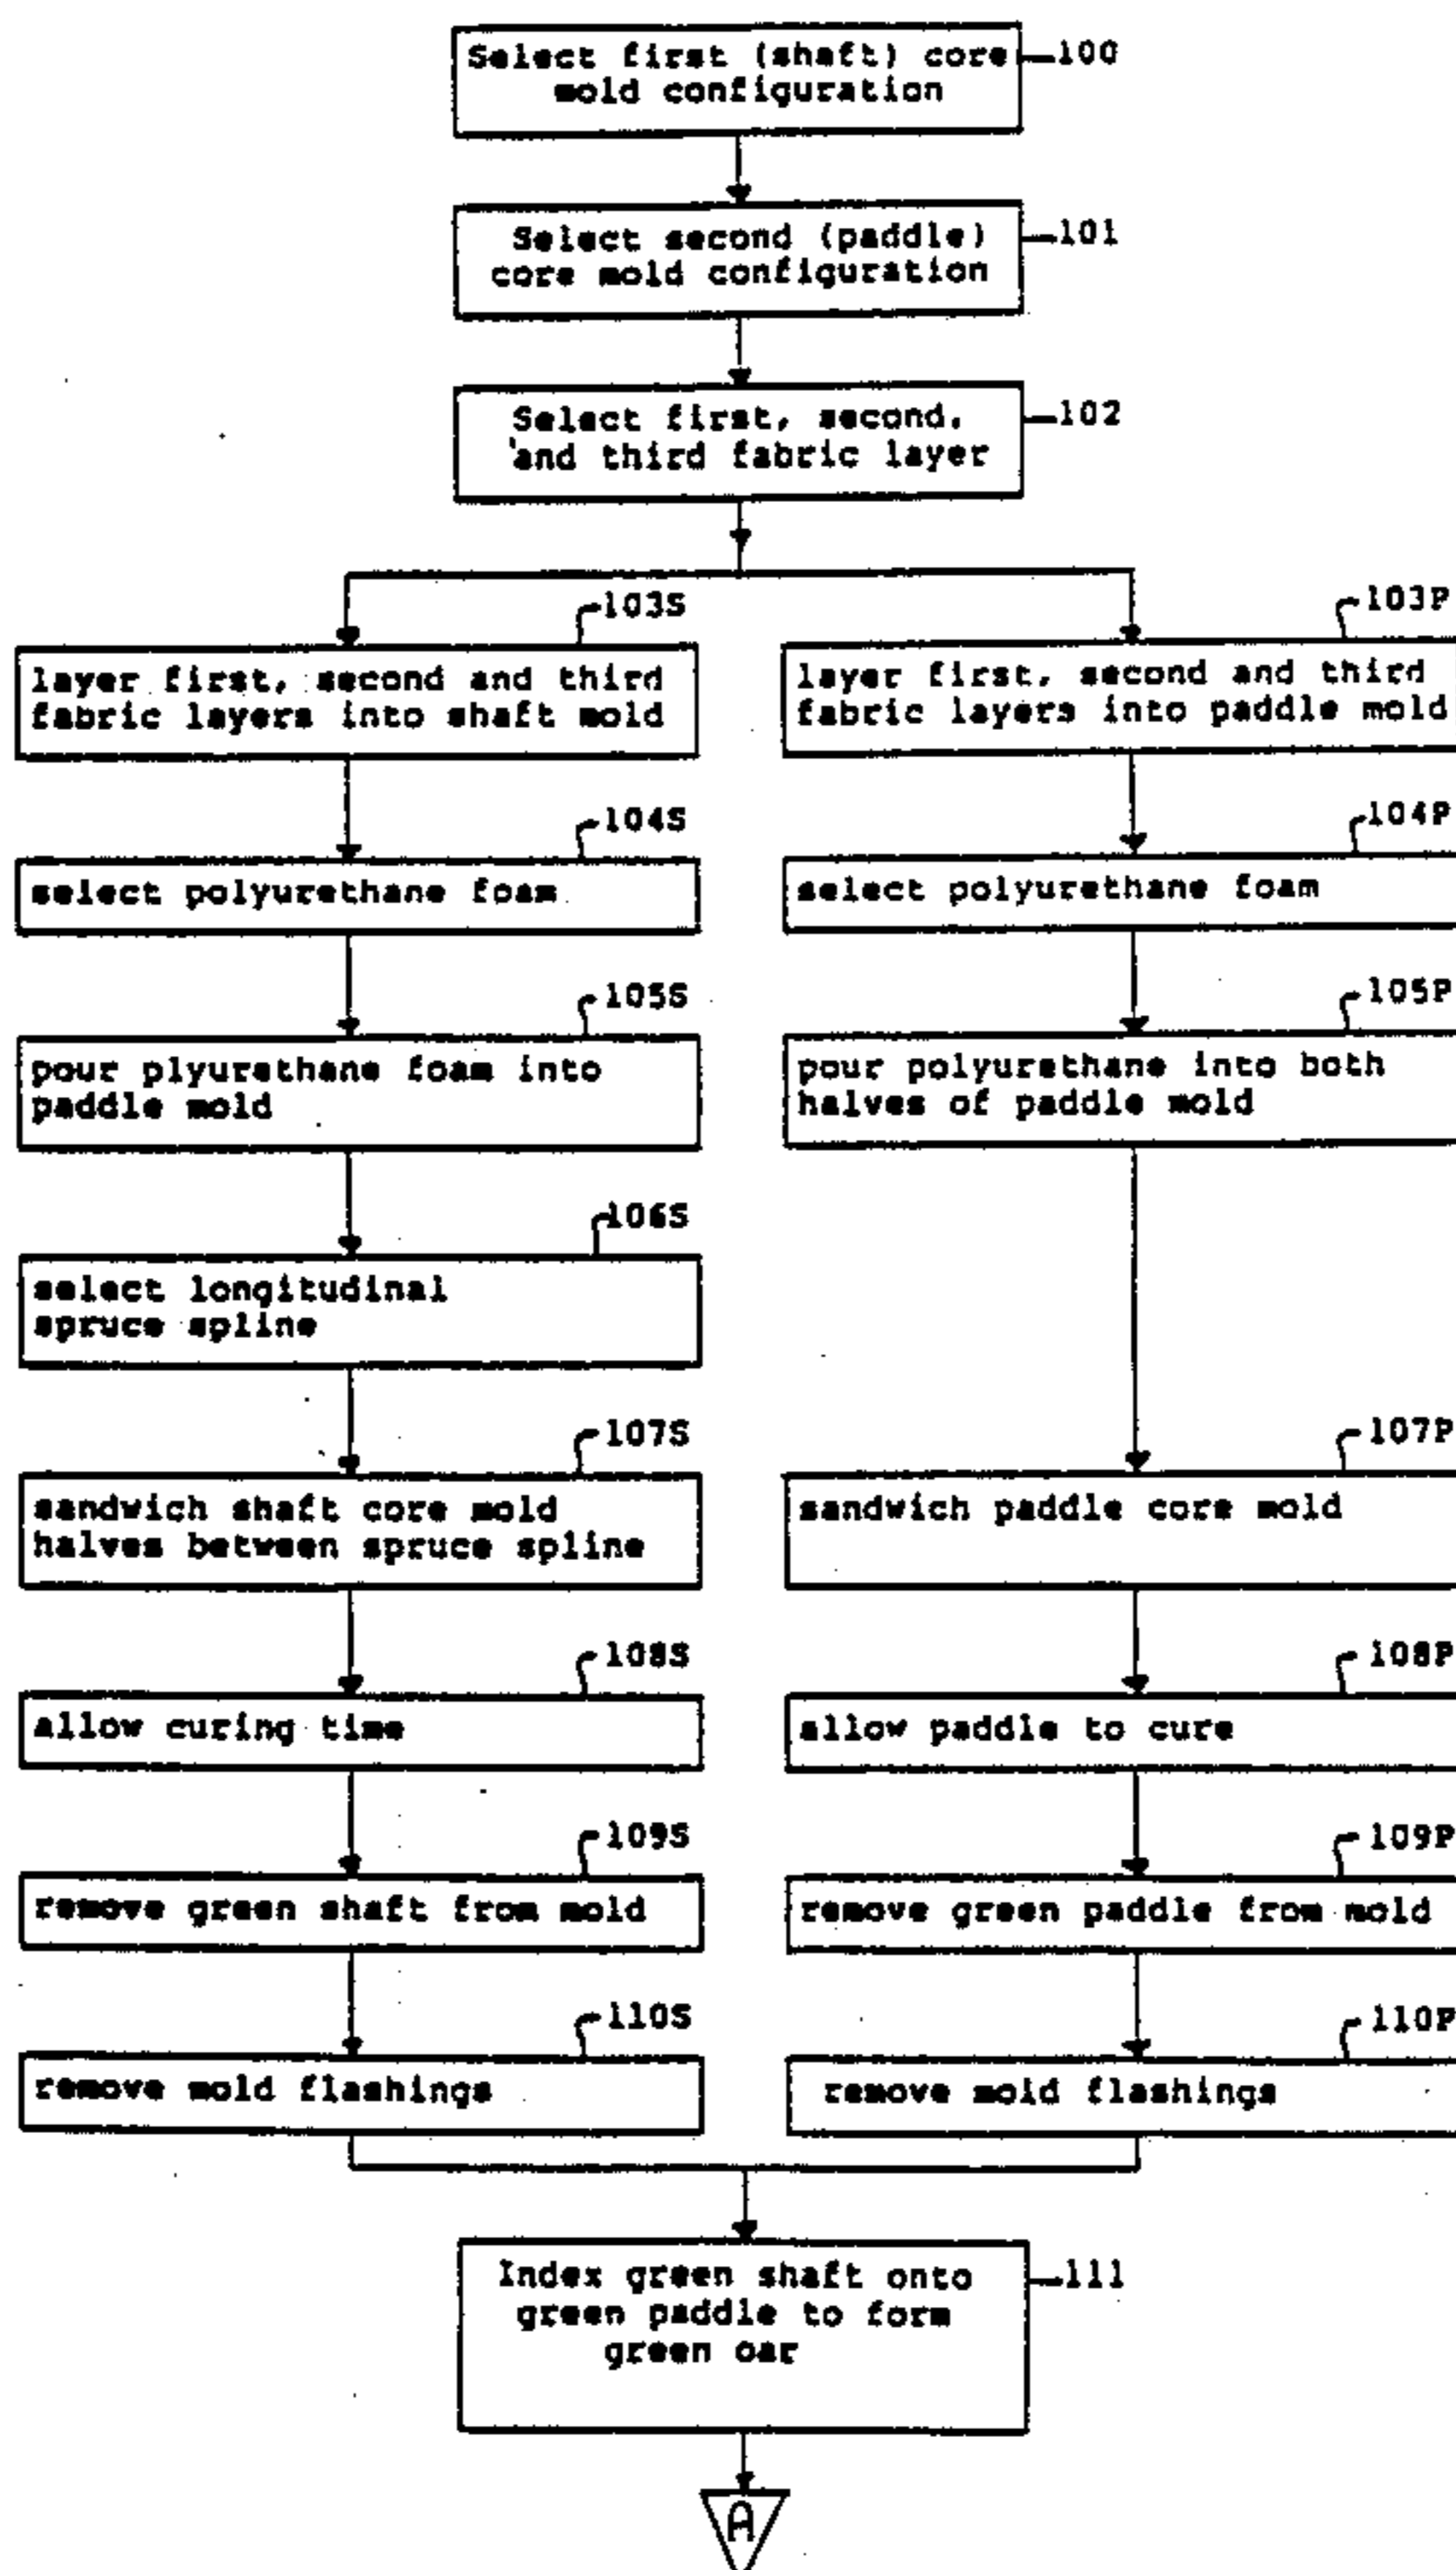 Select first (shaft) core
mold configuration
100
Select second (paddle)
core mold configuration
101
Select first, second,
and third fabric layer
102
103S
layer first, second and third
fabric layers into shaft mold
103P
layer first, second and third
fabric layers into paddle mold
104S
select polyurethane foam
104P
select polyurethane foam
105S
pour plyurethane foam into
paddle mold
105P
pour polyurethane into both
halves of paddle mold
106S
select longitudinal
spruce spline
107S
sandwich shaft core mold
halves between spruce spline
107P
sandwich paddle core mold
108S
allow curing time
108P
allow paddle to cure
109S
remove green shaft from mold
109P
remove green paddle from mold
110S
remove mold flashings
110P
remove mold flashings
Index green shaft onto
green paddle to form
green oar
111
A